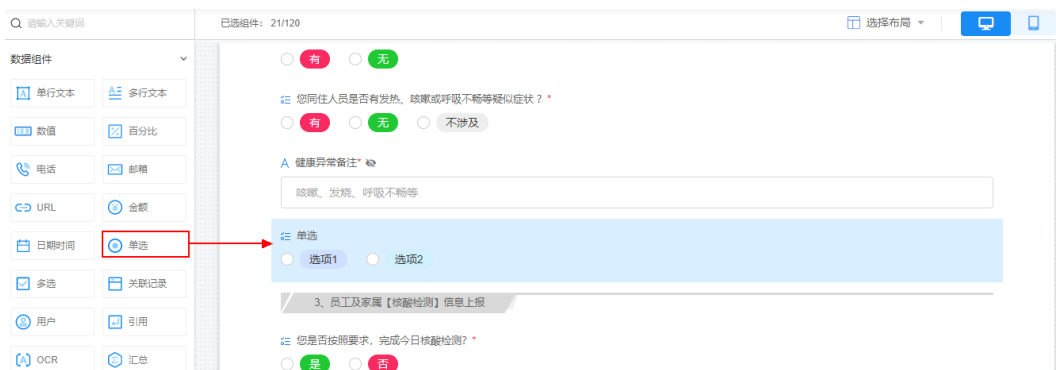 请输入关键词
已选组件: 21/120
选择布局
数据组件
单行文本
多行文本
数值
百分比
电话
邮箱
URL
金额
日期时间
单选
多选
关联记录
用户
引用
OCR
汇总
有
无
您同住人员是否有发热、咳嗽或呼吸不畅等疑似症状？*
有
无
不涉及
A 健康异常备注*
咳嗽、发烧、呼吸不畅等
单选
选项1
选项2
3、员工及家属【核酸检测】信息上报
您是否按照要求，完成今日核酸检测? *
是
否